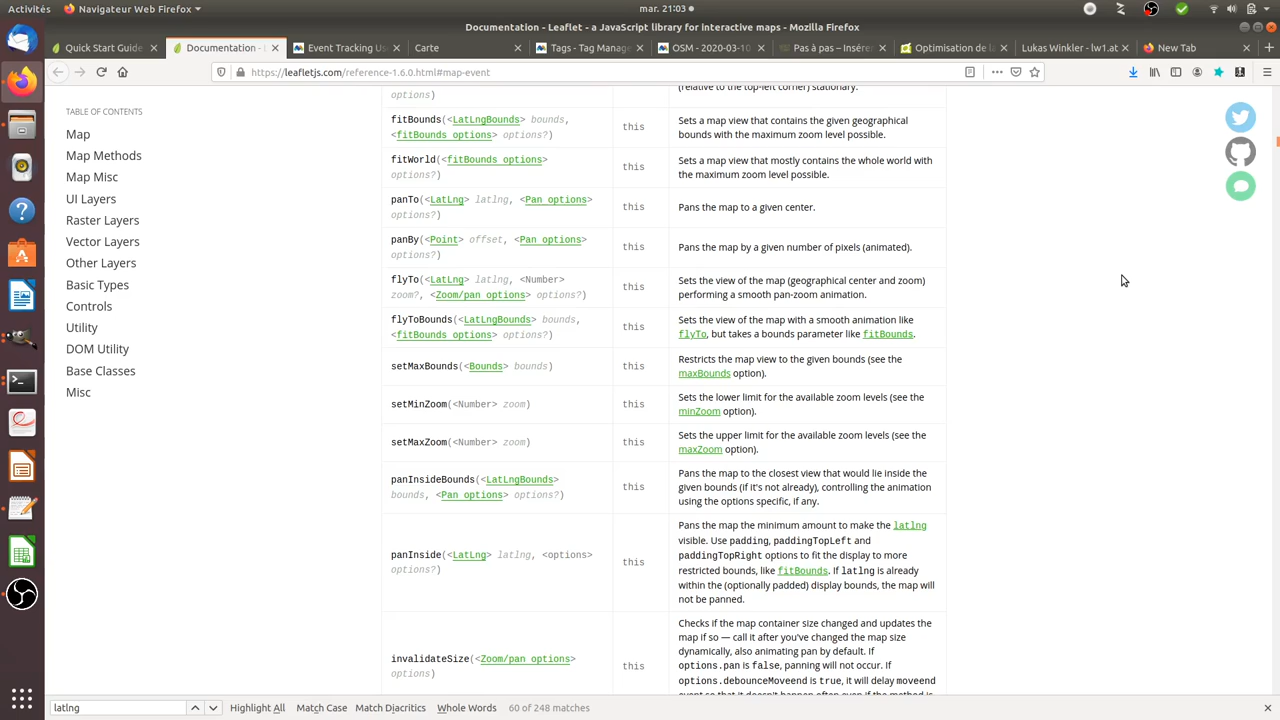 Activités
Navigateur Web Firefox
mar. 21:03
Documentation - Leaflet - a JavaScript library for interactive maps - Mozilla Firefox
Quick Start Guide
Documentation -
Event Tracking Us
Carte
Tags - Tag Manag
OSM - 2020-03-10
Pas à pas – Insére
Optimisation de la
Lukas Winkler - lw1.at
New Tab
https://leafletjs.com/reference-1.6.0.html#map-event
TABLE OF CONTENTS
Map
Map Methods
Map Misc
UI Layers
Raster Layers
Vector Layers
Other Layers
Basic Types
Controls
Utility
DOM Utility
Base Classes
Misc
options)
(relative to the top-left corner) stationary.
fitBounds(<LatLngBounds> bounds,
<fitBounds options> options?)
this
Sets a map view that contains the given geographical
bounds with the maximum zoom level possible.
fitWorld(<fitBounds options>
options?)
this
Sets a map view that mostly contains the whole world with
the maximum zoom level possible.
panTo(<LatLng> latlng, <Pan options>
options?)
this
Pans the map to a given center.
panBy(<Point> offset, <Pan options>
options?)
this
Pans the map by a given number of pixels (animated).
flyTo(<LatLng> latlng, <Number>
zoom?, <Zoom/pan options> options?)
this
Sets the view of the map (geographical center and zoom)
performing a smooth pan-zoom animation.
flyToBounds(<LatLngBounds> bounds,
<fitBounds options> options?)
this
Sets the view of the map with a smooth animation like
flyTo, but takes a bounds parameter like fitBounds.
setMaxBounds(<Bounds> bounds)
this
Restricts the map view to the given bounds (see the
maxBounds option).
setMinZoom(<Number> zoom)
this
Sets the lower limit for the available zoom levels (see the
minZoom option).
setMaxZoom(<Number> zoom)
this
Sets the upper limit for the available zoom levels (see the
maxZoom option).
panInsideBounds(<LatLngBounds>
bounds, <Pan options> options?)
this
Pans the map to the closest view that would lie inside the
given bounds (if it's not already), controlling the animation
using the options specific, if any.
panInside(<LatLng> latlng, <options>
options?)
this
Pans the map the minimum amount to make the latlng
visible. Use padding, paddingTopLeft and
paddingTopRight options to fit the display to more
restricted bounds, like fitBounds. If latlng is already
within the (optionally padded) display bounds, the map will
not be panned.
invalidateSize(<Zoom/pan options>
options)
this
Checks if the map container size changed and updates the
map if so — call it after you've changed the map size
dynamically, also animating pan by default. If
options.pan is false, panning will not occur. If
options.debounceMoveend is true, it will delay moveend
event so that it doesn't happen often even if the method is
latlng
Highlight All
Match Case
Match Diacritics
Whole Words
60 of 248 matches